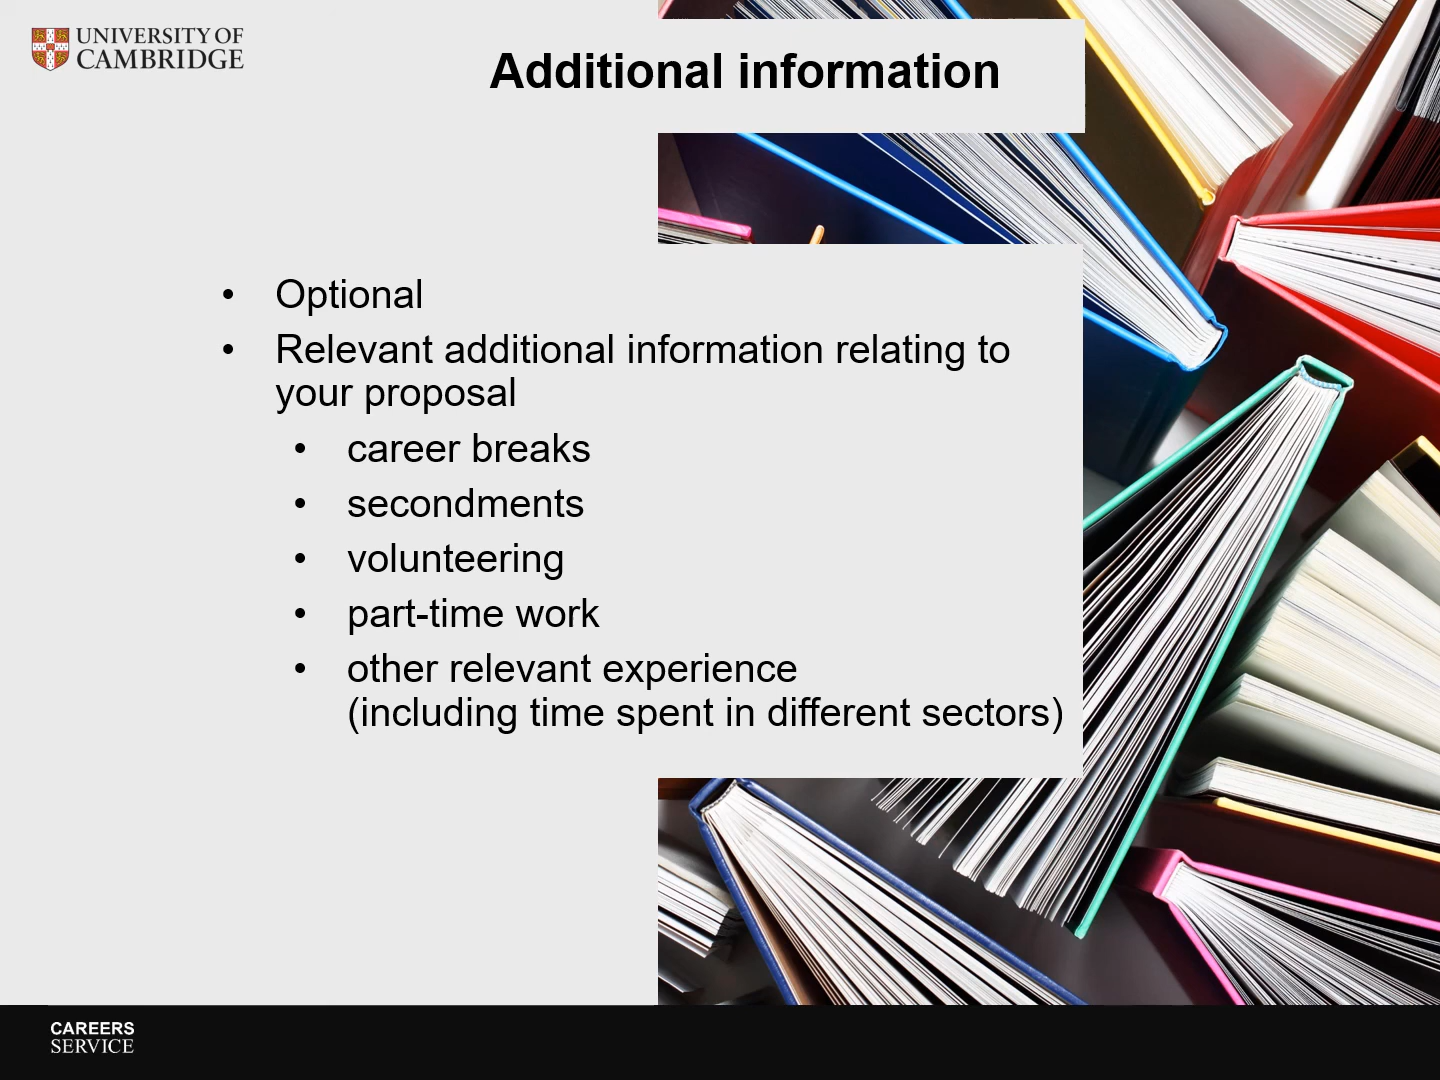 UNIVERSITY OF
CAMBRIDGE
Additional information
• Optional
• Relevant additional information relating to
your proposal
• career breaks
• secondments
• volunteering
• part-time work
• other relevant experience
(including time spent in different sectors)
CAREERS
SERVICE